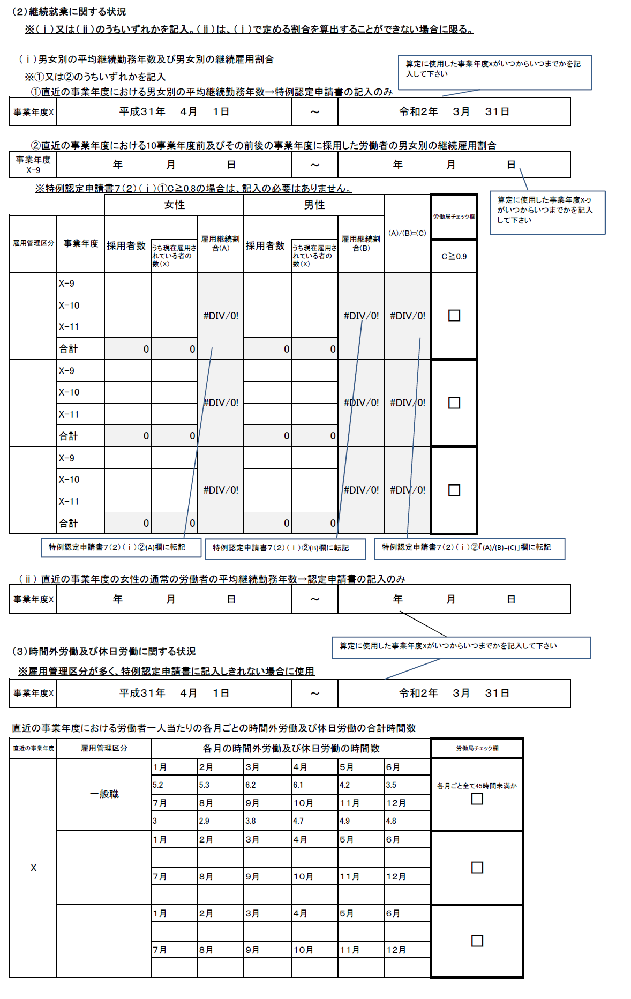 （２）継続就業に関する状況
※（ⅰ）又は（ⅱ）のうちいずれかを記入。（ⅱ）は、（ⅰ）で定める割合を算出することができない場合に限る。
（ⅰ）男女別の平均継続勤務年数及び男女別の継続雇用割合
算定に使用した事業年度Xがいつからいつまでかを記
入して下さい
※①又は②のうちいずれかを記入
①直近の事業年度における男女別の平均継続勤務年数→特例認定申請書の記入のみ
事業年度X 平成３１年 ４月 １日 ～ 令和２年 ３月 ３１日
②直近の事業年度における10事業年度前及びその前後の事業年度に採用した労働者の男女別の継続雇用割合
事業年度 X-9 年 月 日 ～ 年 月 日
※特例認定申請書７（２）（ⅰ）①C≧0.8の場合は、記入の必要はありません。
算定に使用した事業年度X-9
がいつからいつまでかを記入
して下さい
女性 男性 (A)/(B)=(C) 労働局チェック欄
雇用管理区分 事業年度 採用者数 うち現在雇用されている者の数（X） 雇用継続割合(A) 採用者数 うち現在雇用されている者の数（X） 雇用継続割合(B) C≧0.9
X-9
X-10
#DIV/0! #DIV/0! #DIV/0! □
X-11
合計 0 0 0 0
X-9
X-10
#DIV/0! #DIV/0! #DIV/0! □
X-11
合計 0 0 0 0
X-9
X-10
#DIV/0! #DIV/0! #DIV/0! □
X-11
合計 0 0 0 0
特例認定申請書７（２）（ⅰ）②(A)欄に転記
特例認定申請書７（２）（ⅰ）②(B)欄に転記
特例認定申請書７（２）（ⅰ）②「(A)/(B)=(C)」欄に転記
（ⅱ）直近の事業年度の女性の通常の労働者の平均継続勤務年数→認定申請書の記入のみ
事業年度X 年 月 日 ～ 年 月 日
算定に使用した事業年度Xがいつからいつまでかを記入して下さい
（３）時間外労働及び休日労働に関する状況
※雇用管理区分が多く、特例認定申請書に記入しきれない場合に使用
事業年度X 平成３１年 ４月 １日 ～ 令和２年 ３月 ３１日
直近の事業年度における労働者一人当たりの各月ごとの時間外労働及び休日労働の合計時間数
直近の事業年度 雇用管理区分 各月の時間外労働及び休日労働の時間数 労働局チェック欄
１月 ２月 ３月 ４月 ５月 ６月
5.2 5.3 6.2 6.1 4.2 3.5
一般職 各月ごと全て45時間未満か □
７月 ８月 ９月 １０月 １１月 １２月
3 2.9 3.8 4.7 4.9 4.8
１月 ２月 ３月 ４月 ５月 ６月
X □
７月 ８月 ９月 １０月 １１月 １２月
１月 ２月 ３月 ４月 ５月 ６月
□
７月 ８月 ９月 １０月 １１月 １２月